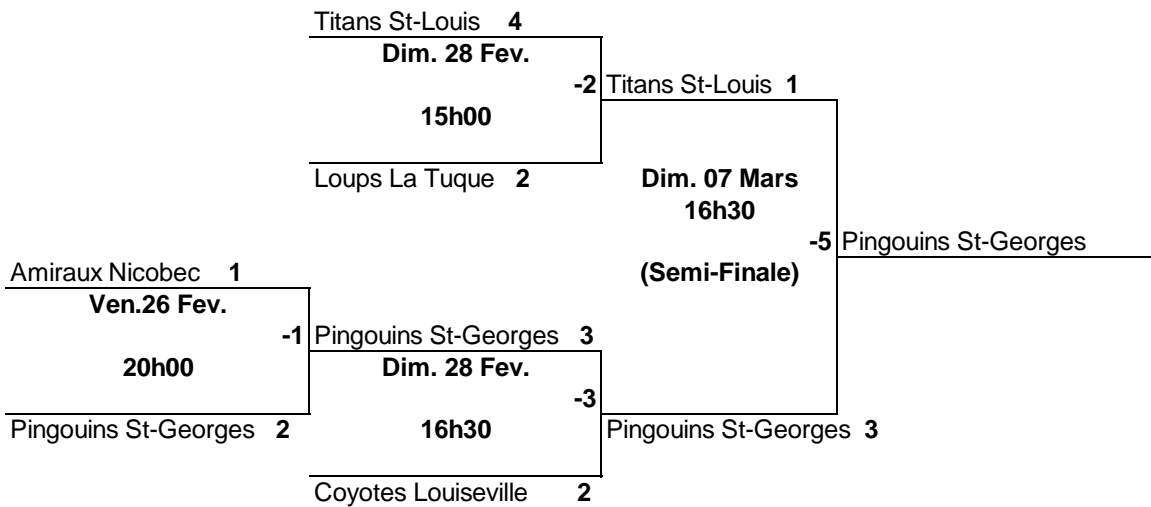 Titans St-Louis 4
Dim. 28 Fev.
-2 Titans St-Louis 1
15h00
Loups La Tuque 2
Dim. 07 Mars
16h30
-5 Pingouins St-Georges
(Semi-Finale)
Amiraux Nicobec 1
Ven.26 Fev.
-1 Pingouins St-Georges 3
20h00
Dim. 28 Fev.
-3
Pingouins St-Georges 2
16h30
Pingouins St-Georges 3
Coyotes Louiseville 2